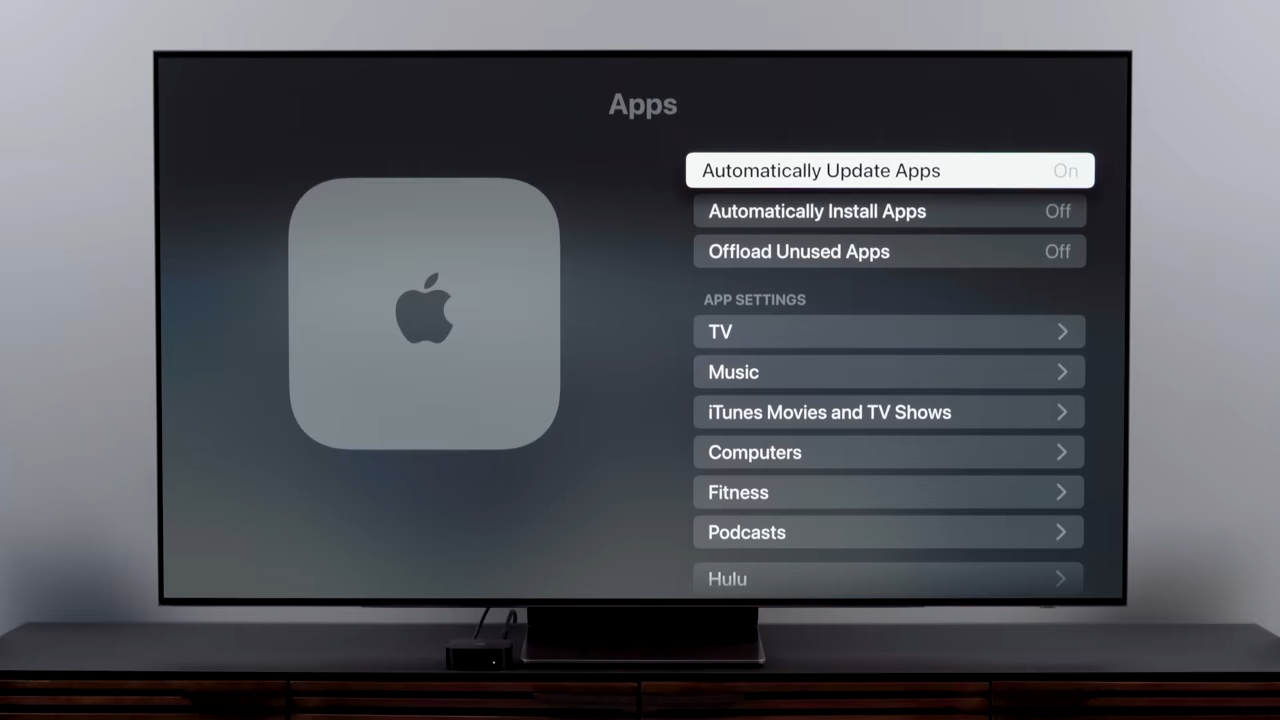 Apps
Automatically Update Apps On
Automatically Install Apps Off
Offload Unused Apps Off
APP SETTINGS
TV
Music
iTunes Movies and TV Shows
Computers
Fitness
Podcasts
Hulu